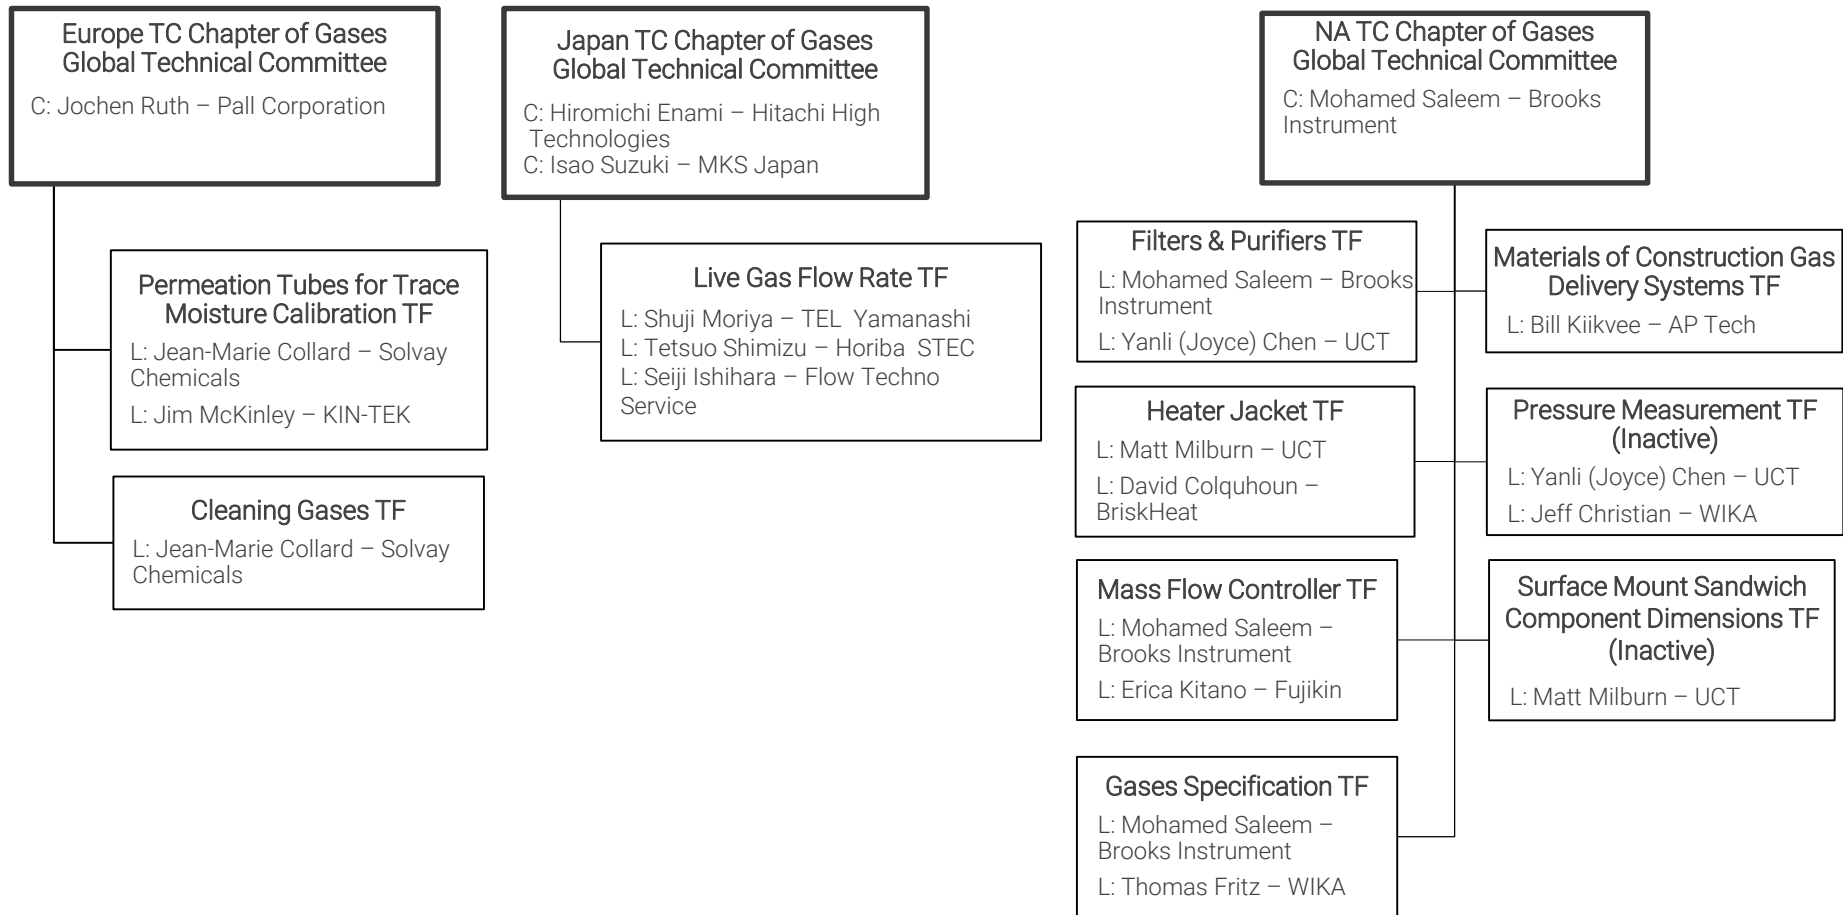 Europe TC Chapter of Gases
Global Technical Committee
C: Jochen Ruth – Pall Corporation
Permeation Tubes for Trace
Moisture Calibration TF
L: Jean-Marie Collard – Solvay
Chemicals
L: Jim McKinley – KIN-TEK
Cleaning Gases TF
L: Jean-Marie Collard – Solvay
Chemicals
Japan TC Chapter of Gases
Global Technical Committee
C: Hiromichi Enami – Hitachi High
Technologies
C: Isao Suzuki – MKS Japan
Live Gas Flow Rate TF
L: Shuji Moriya – TEL Yamanashi
L: Tetsuo Shimizu – Horiba STEC
L: Seiji Ishihara – Flow Techno
Service
NA TC Chapter of Gases
Global Technical Committee
C: Mohamed Saleem – Brooks
Instrument
Filters & Purifiers TF
L: Mohamed Saleem – Brooks
Instrument
L: Yanli (Joyce) Chen – UCT
Materials of Construction Gas
Delivery Systems TF
L: Bill Kiikvee – AP Tech
Heater Jacket TF
L: Matt Milburn – UCT
L: David Colquhoun –
BriskHeat
Pressure Measurement TF
(Inactive)
L: Yanli (Joyce) Chen – UCT
L: Jeff Christian – WIKA
Mass Flow Controller TF
L: Mohamed Saleem –
Brooks Instrument
L: Erica Kitano – Fujikin
Surface Mount Sandwich
Component Dimensions TF
(Inactive)
L: Matt Milburn – UCT
Gases Specification TF
L: Mohamed Saleem –
Brooks Instrument
L: Thomas Fritz – WIKA